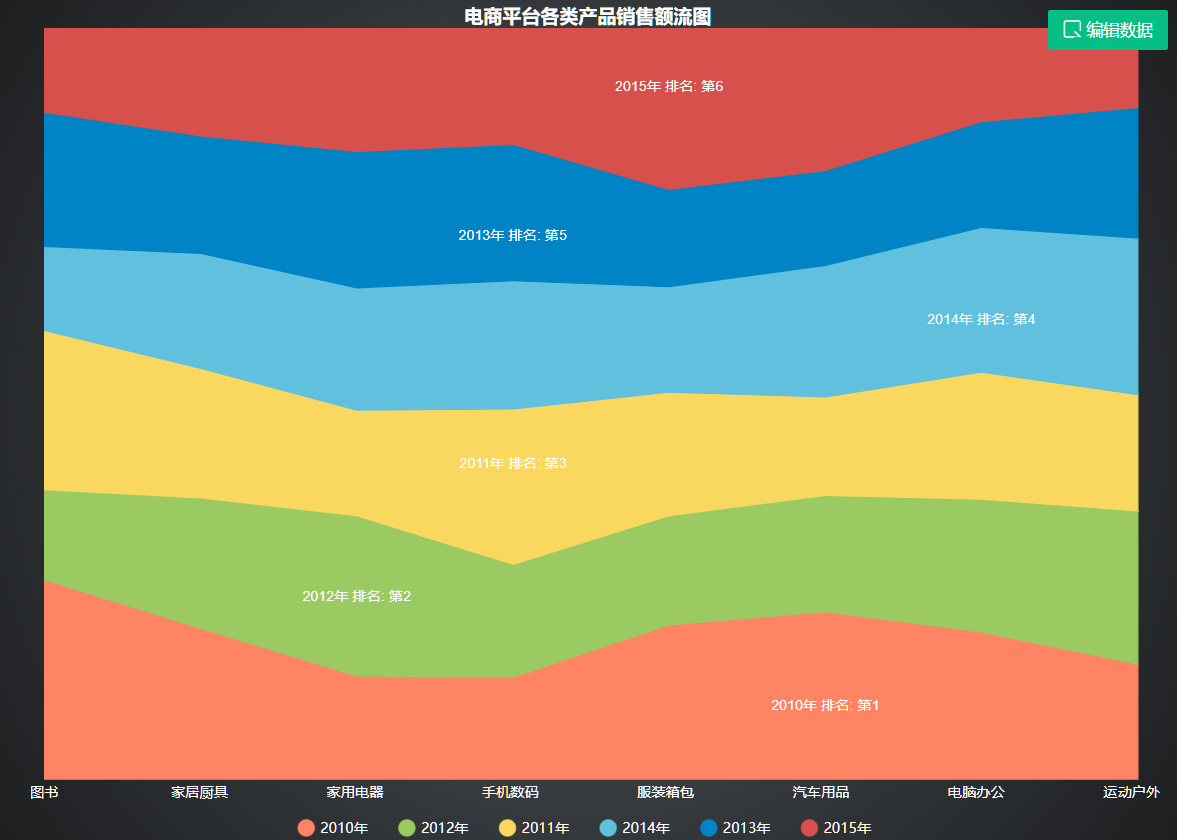 电商平台各类产品销售额流图
编辑数据
2015年 排名: 第6
2013年 排名: 第5
2014年 排名: 第4
2011年 排名: 第3
2012年 排名: 第2
2010年 排名: 第1
图书 家居厨具 家用电器 手机数码 服装箱包 汽车用品 电脑办公 运动户外
2010年 2012年 2011年 2014年 2013年 2015年